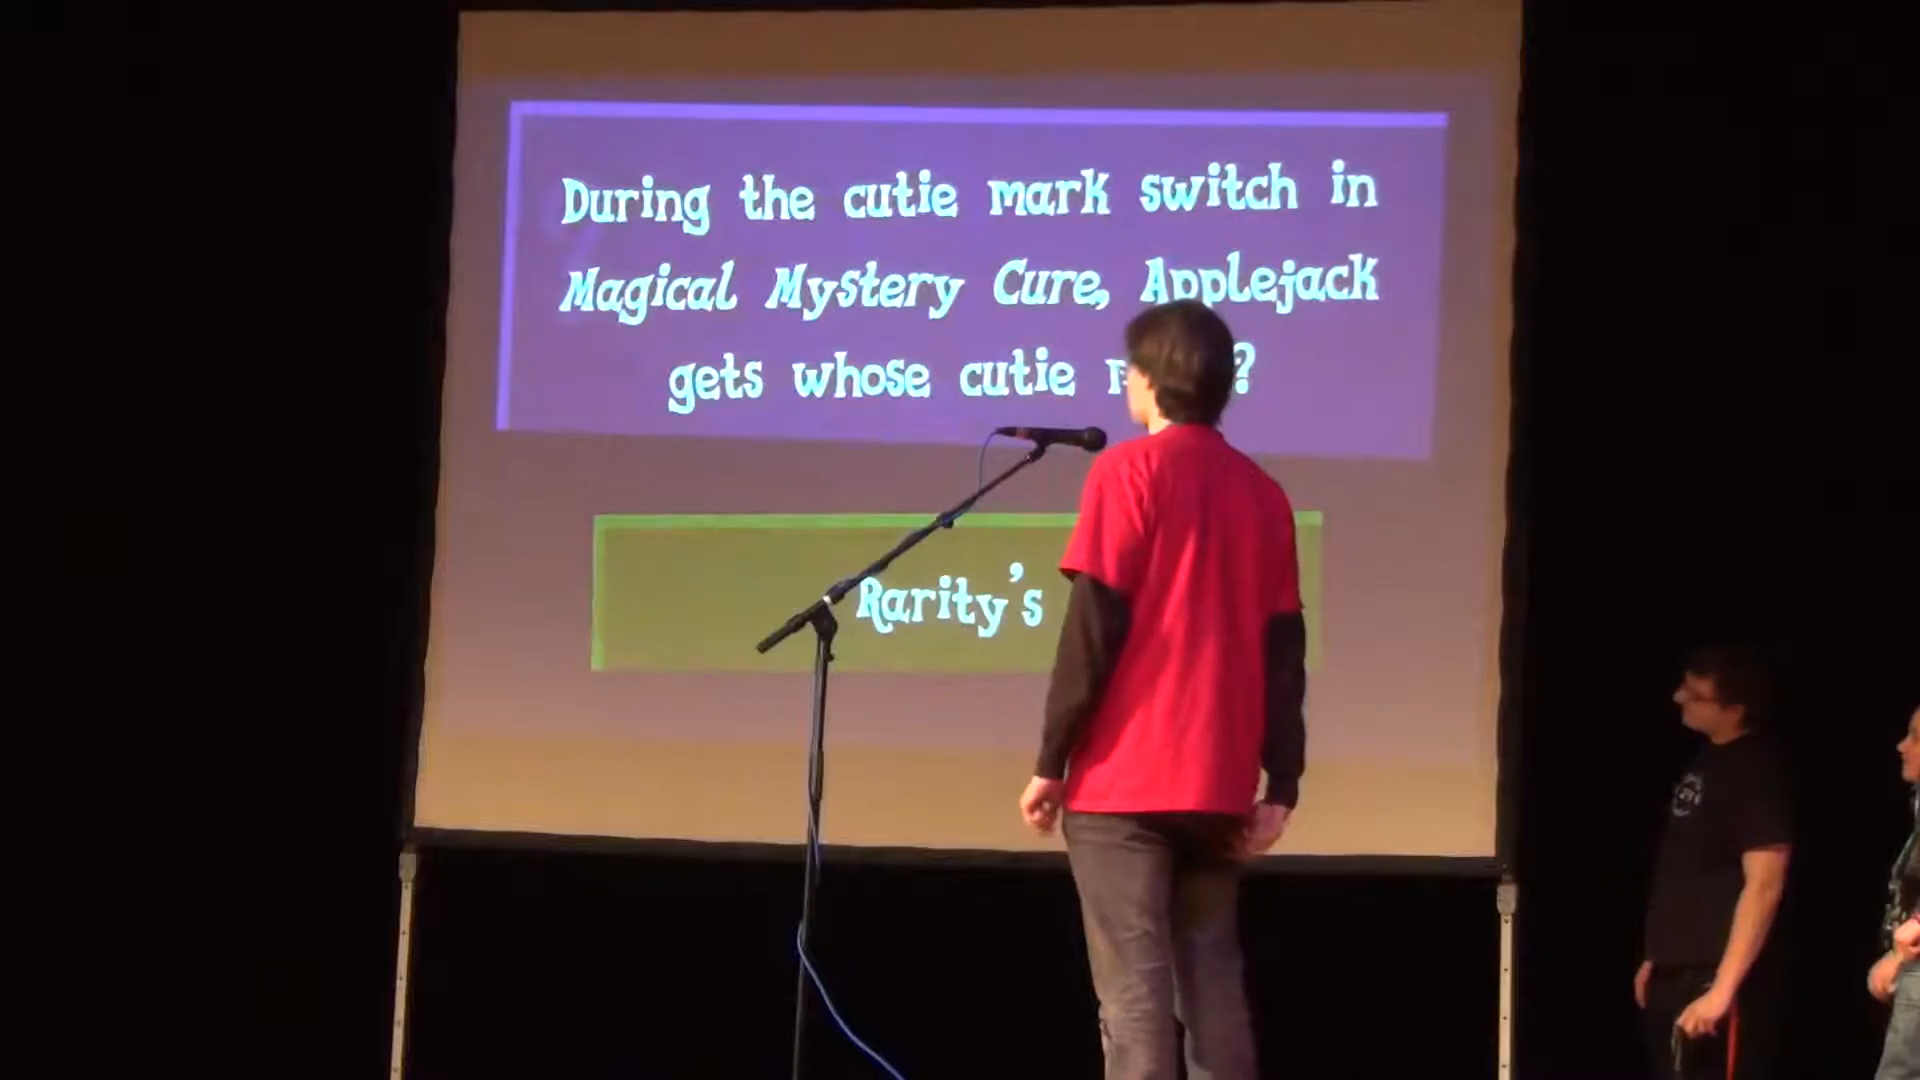 During the cutie mark switch in
Magical Mystery Cure, Applejack
gets whose cutie ?
Rarity's